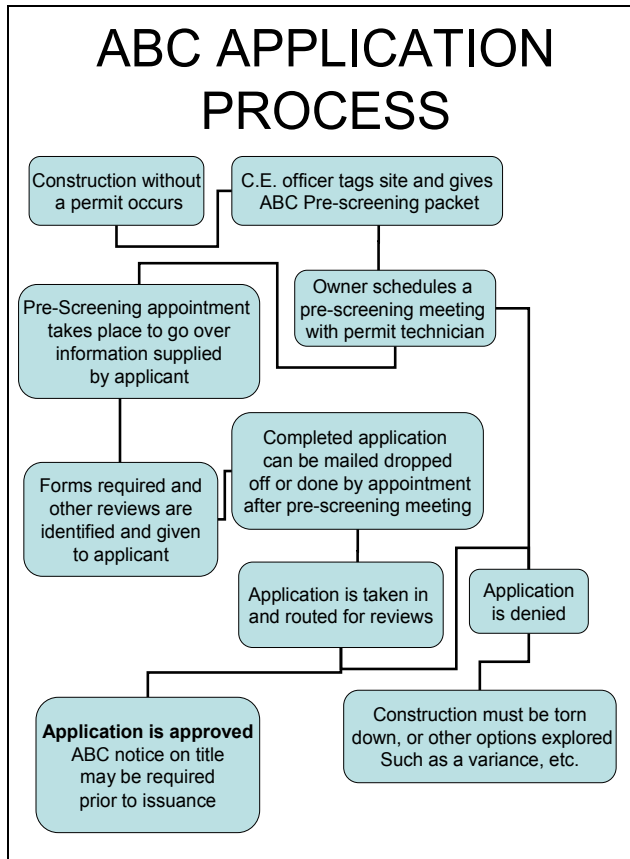 ABC APPLICATION
PROCESS
Construction without
a permit occurs
C.E. officer tags site and gives
ABC Pre-screening packet
Owner schedules a
pre-screening meeting
with permit technician
Pre-Screening appointment
takes place to go over
information supplied
by applicant
Forms required and
other reviews are
identified and given
to applicant
Completed application
can be mailed dropped
off or done by appointment
after pre-screening meeting
Application is taken in
and routed for reviews
Application
is denied
Application is approved
ABC notice on title
may be required
prior to issuance
Construction must be torn
down, or other options explored
Such as a variance, etc.